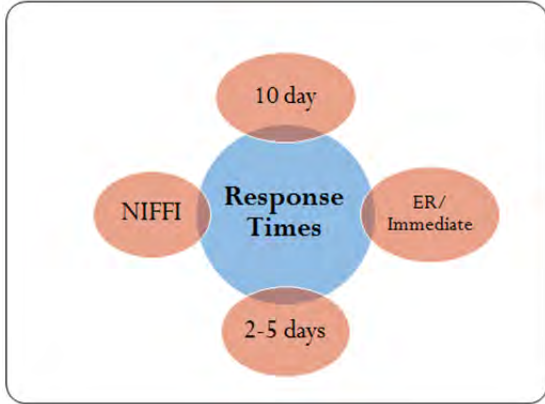 10 day
NIFFI
Response
Times
ER/
Immediate
2-5 days